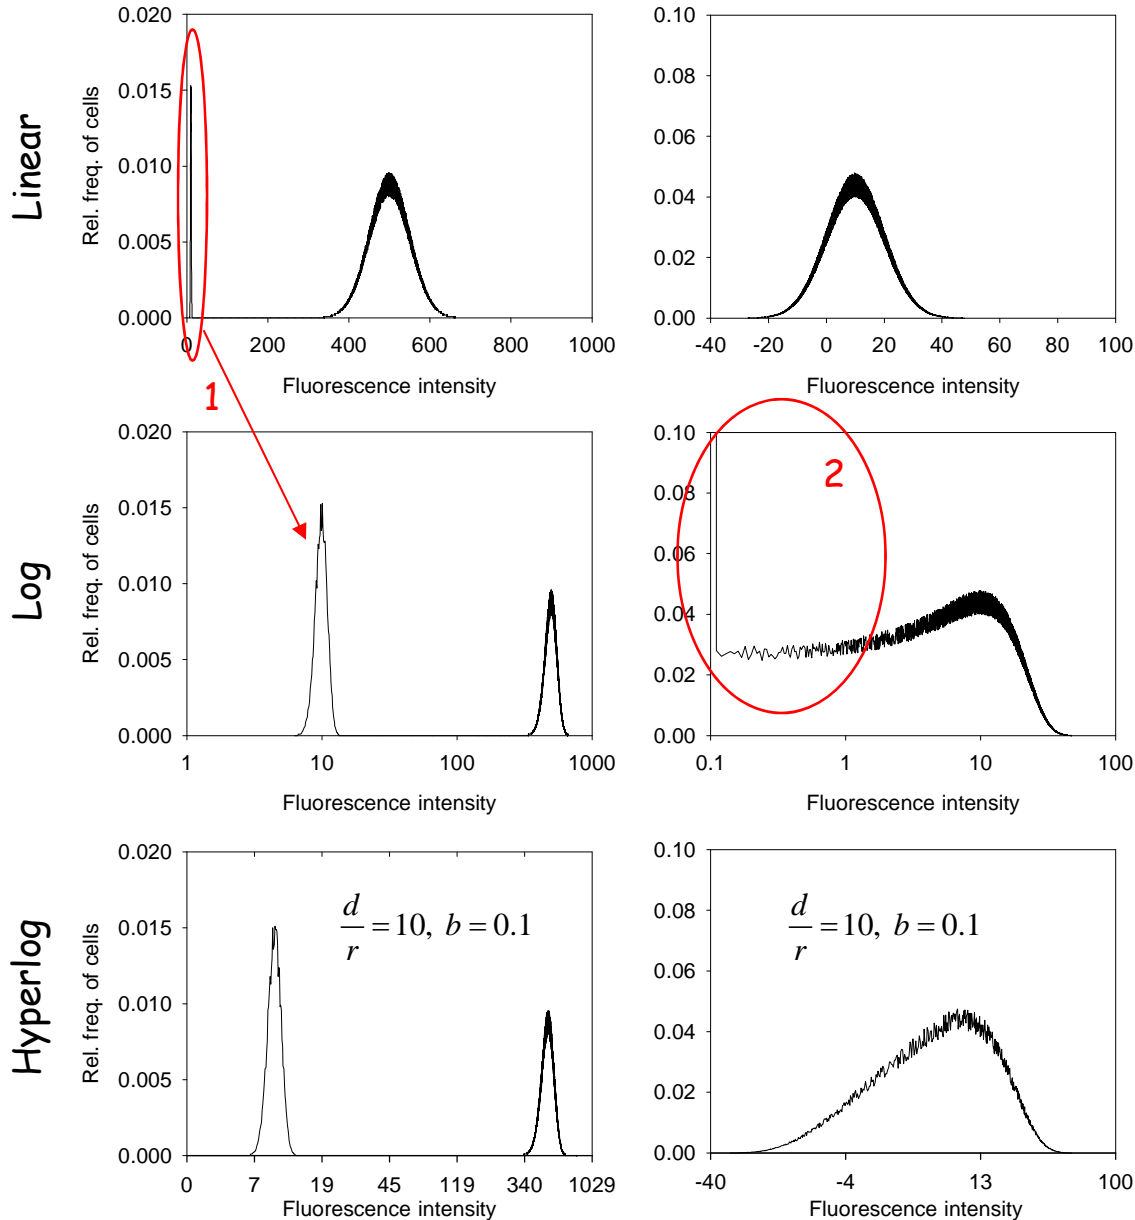 Linear
Rel. freq. of cells
0.020
0.015
0.010
0.005
0.000
0 200 400 600 800 1000
Fluorescence intensity
0.10
0.08
0.06
0.04
0.02
0.00
-40 -20 0 20 40 60 80 100
Fluorescence intensity
1
Log
Rel. freq. of cells
0.020
0.015
0.010
0.005
0.000
1 10 100 1000
Fluorescence intensity
0.10
0.08
0.06
0.04
0.02
0.00
2
0.1 1 10 100
Fluorescence intensity
Hyperlog
Rel. freq. of cells
0.020
0.015
0.010
0.005
0.000
d/r = 10, b = 0.1
0 7 19 45 119 340 1029
Fluorescence intensity
0.10
0.08
0.06
0.04
0.02
0.00
d/r = 10, b = 0.1
-40 -4 13 100
Fluorescence intensity